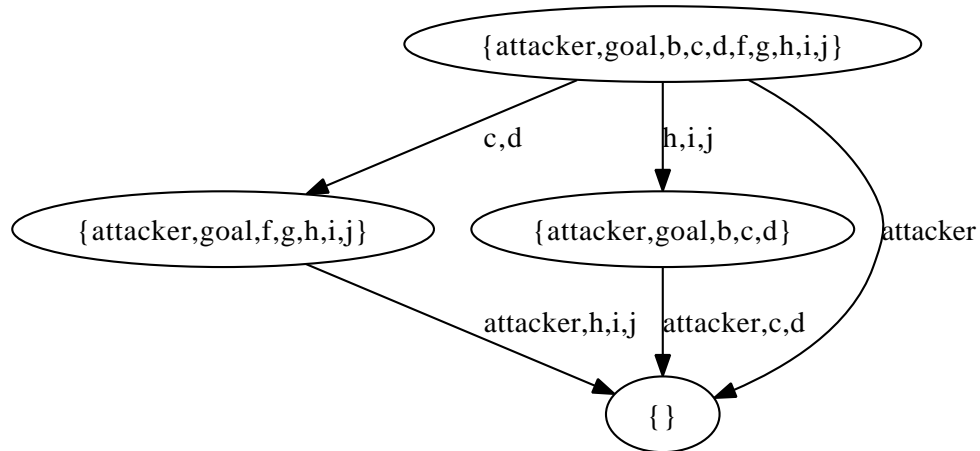 {attacker,goal,b,c,d,f,g,h,i,j}
c,d
h,i,j
{attacker,goal,f,g,h,i,j}
{attacker,goal,b,c,d}
attacker
attacker,h,i,j
attacker,c,d
{}